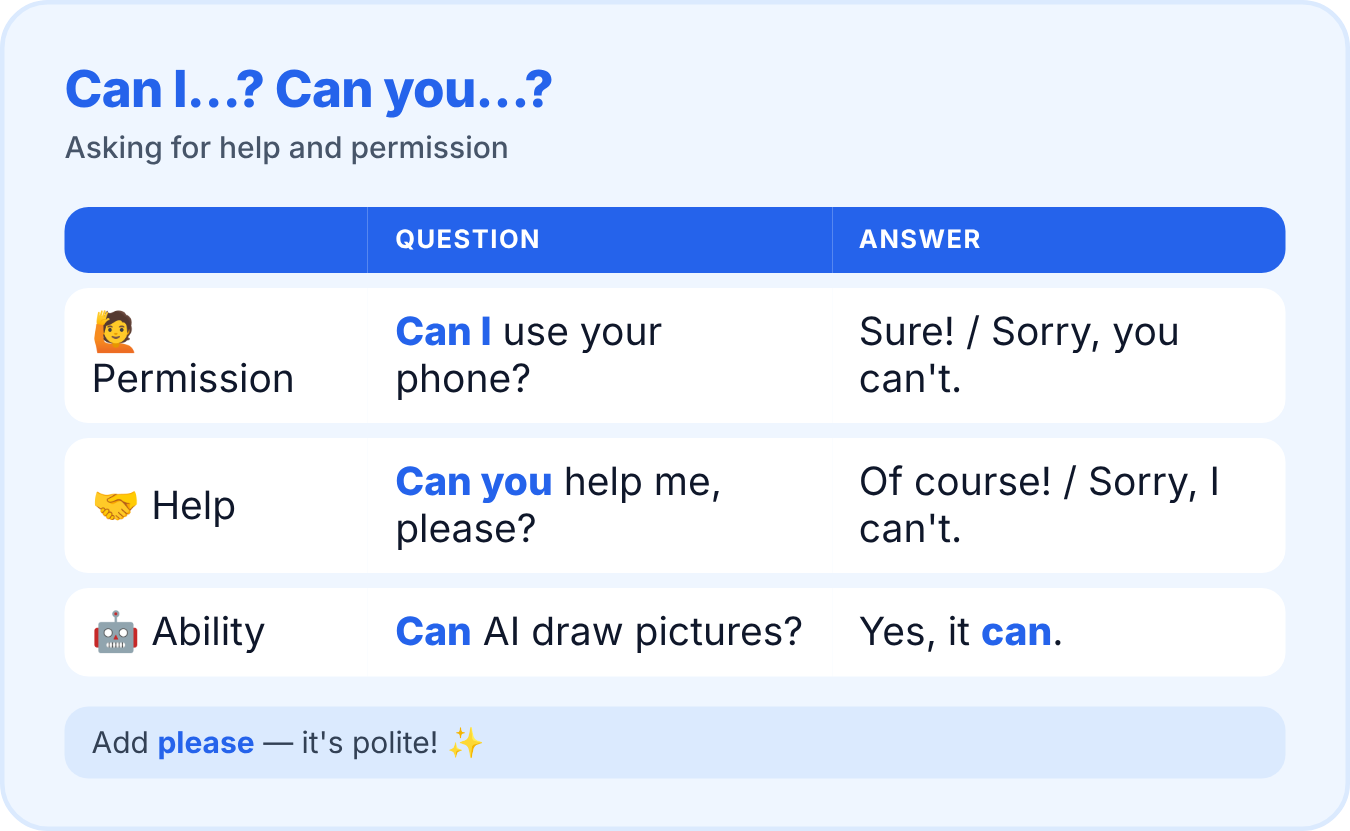 Can I…? Can you…?
Asking for help and permission
QUESTION
ANSWER
🙋
Permission
Can I use your
phone?
Sure! / Sorry, you
can't.
🤝 Help
Can you help me,
please?
Of course! / Sorry, I
can't.
🤖 Ability
Can AI draw pictures?
Yes, it can.
Add please — it's polite! ✨